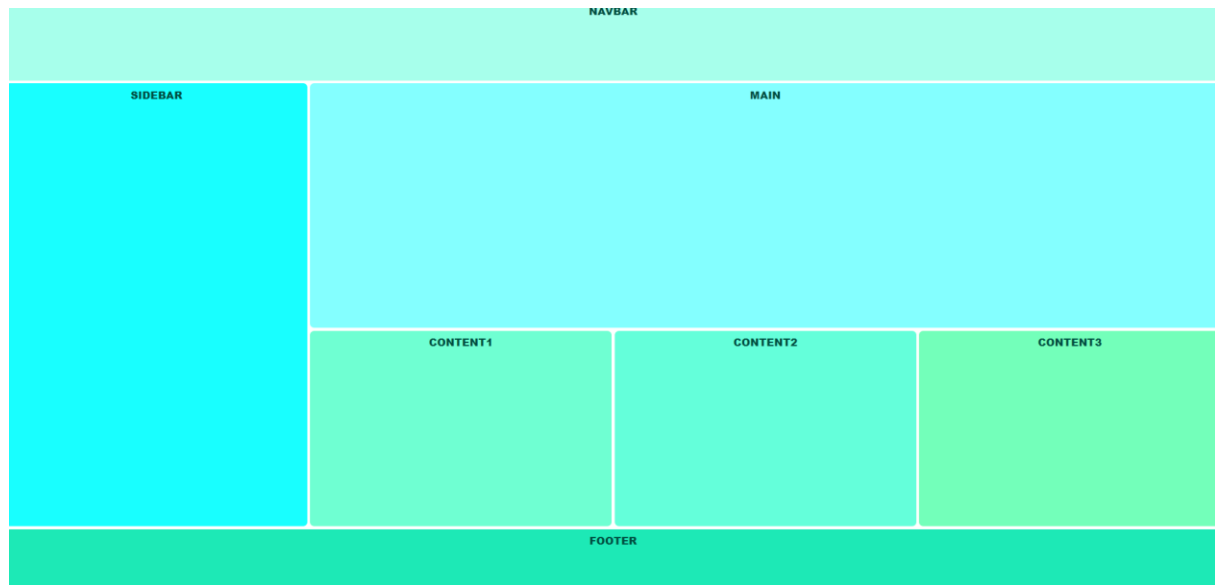 NAVBAR
SIDEBAR
MAIN
CONTENT1
CONTENT2
CONTENT3
FOOTER